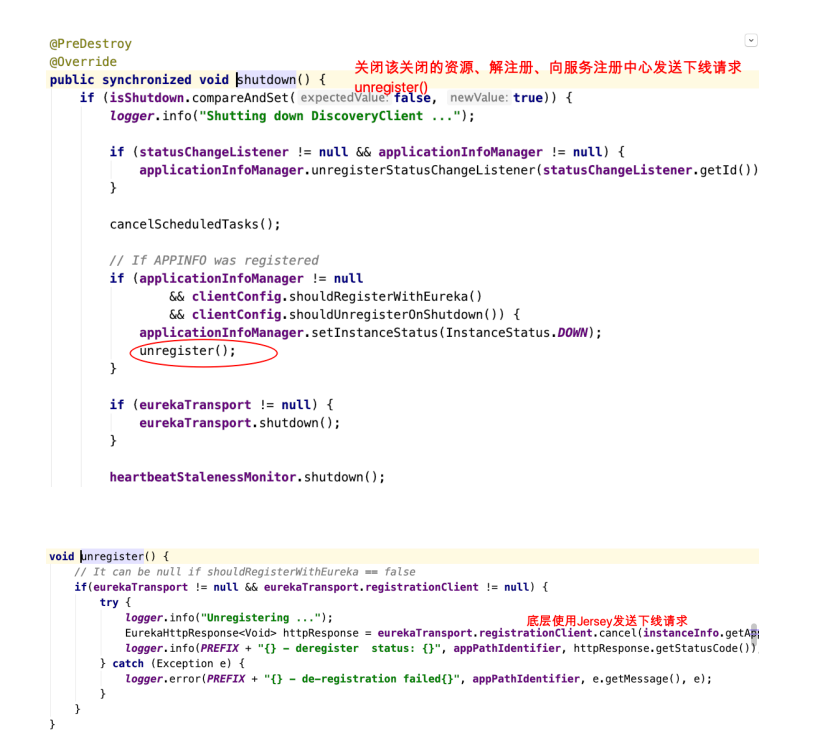 @PreDestroy
@Override
关闭该关闭的资源、解注册、向服务注册中心发送下线请求
public synchronized void shutdown() {
unregister()
if (isShutdown.compareAndSet( expectedValue: false, newValue: true)) {
logger.info("Shutting down DiscoveryClient ...");
if (statusChangeListener != null && applicationInfoManager != null) {
applicationInfoManager.unregisterStatusChangeListener(statusChangeListener.getId())
}
cancelScheduledTasks();
// If APPINFO was registered
if (applicationInfoManager != null
&& clientConfig.shouldRegisterWithEureka()
&& clientConfig.shouldUnregisterOnShutdown()) {
applicationInfoManager.setInstanceStatus(InstanceStatus.DOWN);
unregister();
}
if (eurekaTransport != null) {
eurekaTransport.shutdown();
}
heartbeatStalenessMonitor.shutdown();
void unregister() {
// It can be null if shouldRegisterWithEureka == false
if(eurekaTransport != null && eurekaTransport.registrationClient != null) {
try {
logger.info("Unregistering ...");
底层使用Jersey发送下线请求
EurekaHttpResponse<Void> httpResponse = eurekaTransport.registrationClient.cancel(instanceInfo.getAp
logger.info(PREFIX + "{} - deregister  status: {}", appPathIdentifier, httpResponse.getStatusCode())
} catch (Exception e) {
logger.error(PREFIX + "{} - de-registration failed{}", appPathIdentifier, e.getMessage(), e);
}
}
}